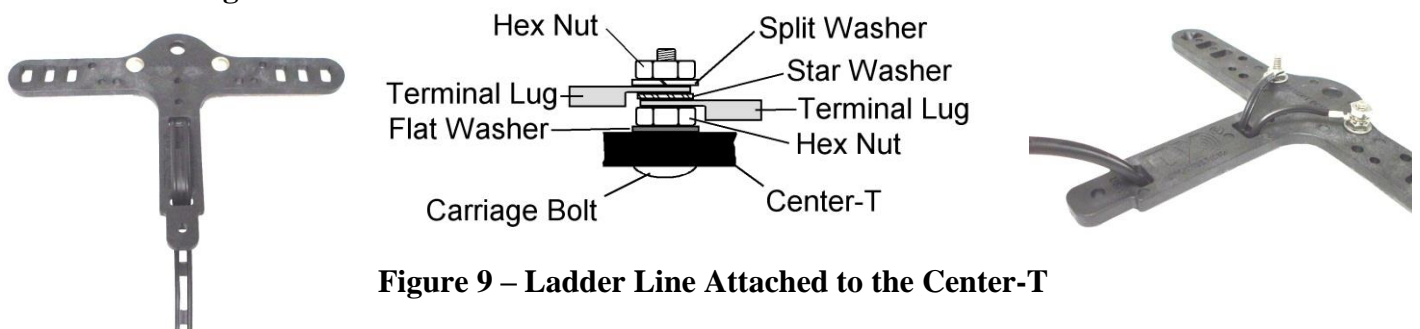 Hex Nut
Split Washer
Star Washer
Terminal Lug
Terminal Lug
Flat Washer
Hex Nut
Carriage Bolt
Center-T
Figure 9 – Ladder Line Attached to the Center-T